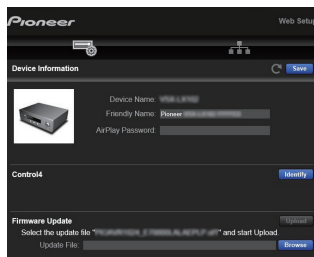 Pioneer
Web Setup
Device Information
Save
Device Name:
Friendly Name: Pioneer
AirPlay Password:
Control4
Identify
Firmware Update
Upload
Select the update file " " and start Upload.
Update File:
Browse